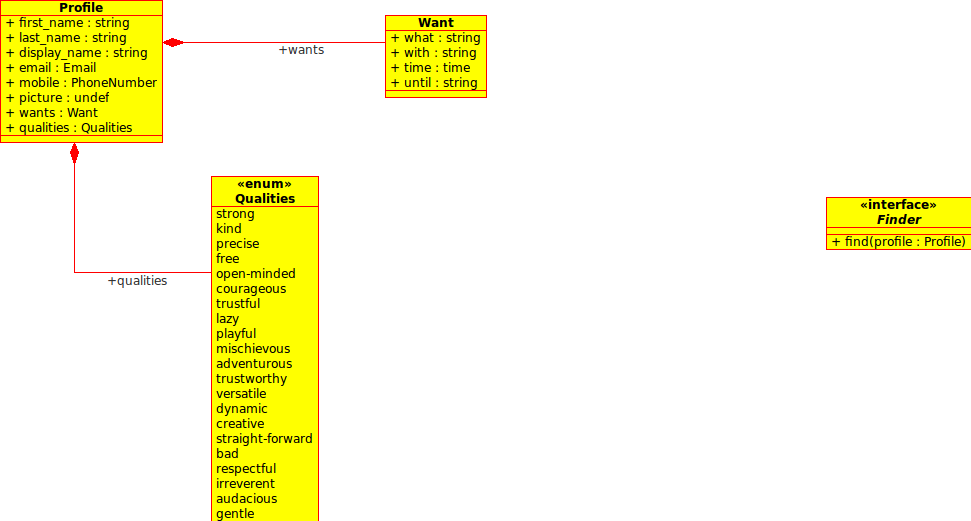 Profile
+ first_name : string
+ last_name : string
+ display_name : string
+ email : Email
+ mobile : PhoneNumber
+ picture : undef
+ wants : Want
+ qualities : Qualities
+wants
Want
+ what : string
+ with : string
+ time : time
+ until : string
+qualities
«enum»
Qualities
strong
kind
precise
free
open-minded
courageous
trustful
lazy
playful
mischievous
adventurous
trustworthy
versatile
dynamic
creative
straight-forward
bad
respectful
irreverent
audacious
gentle
«interface»
Finder
+ find(profile : Profile)